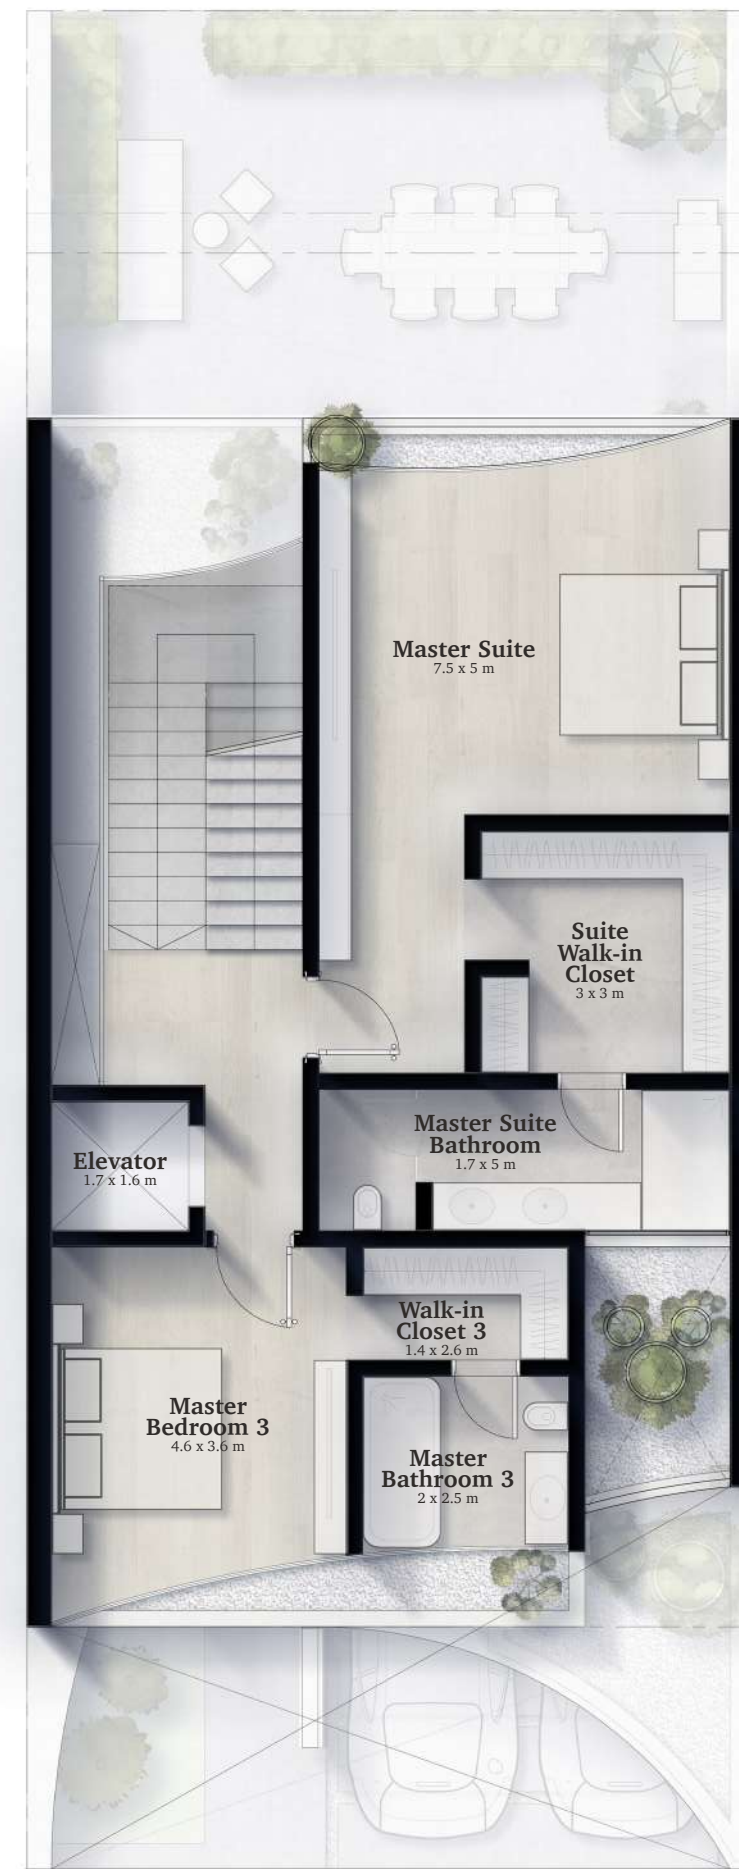 Master Suite
7.5 x 5 m
Suite
Walk-in
Closet
3 x 3 m
Master Suite
Bathroom
1.7 x 5 m
Elevator
1.7 x 1.6 m
Walk-in
Closet 3
1.4 x 2.6 m
Master
Bedroom 3
4.6 x 3.6 m
Master
Bathroom 3
2 x 2.5 m